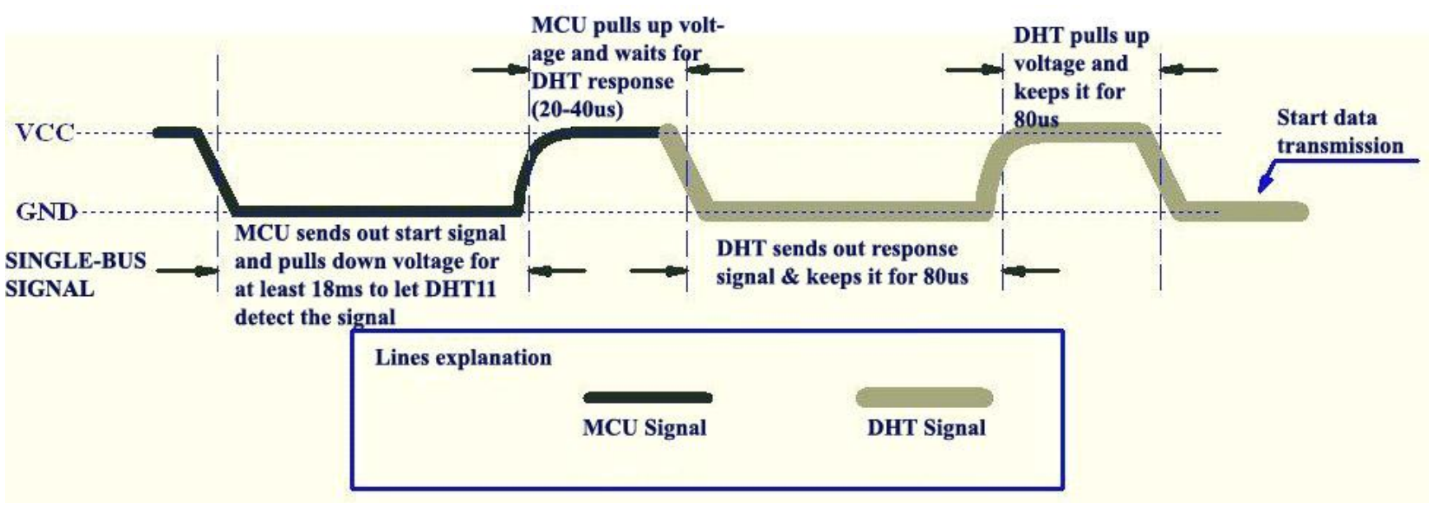 MCU pulls up volt-
age and waits for
DHT response
(20-40us)
DHT pulls up
voltage and
keeps it for
80us
Start data
transmission
VCC
GND
SINGLE-BUS
SIGNAL
MCU sends out start signal
and pulls down voltage for
at least 18ms to let DHT11
detect the signal
DHT sends out response
signal & keeps it for 80us
Lines explanation
MCU Signal
DHT Signal